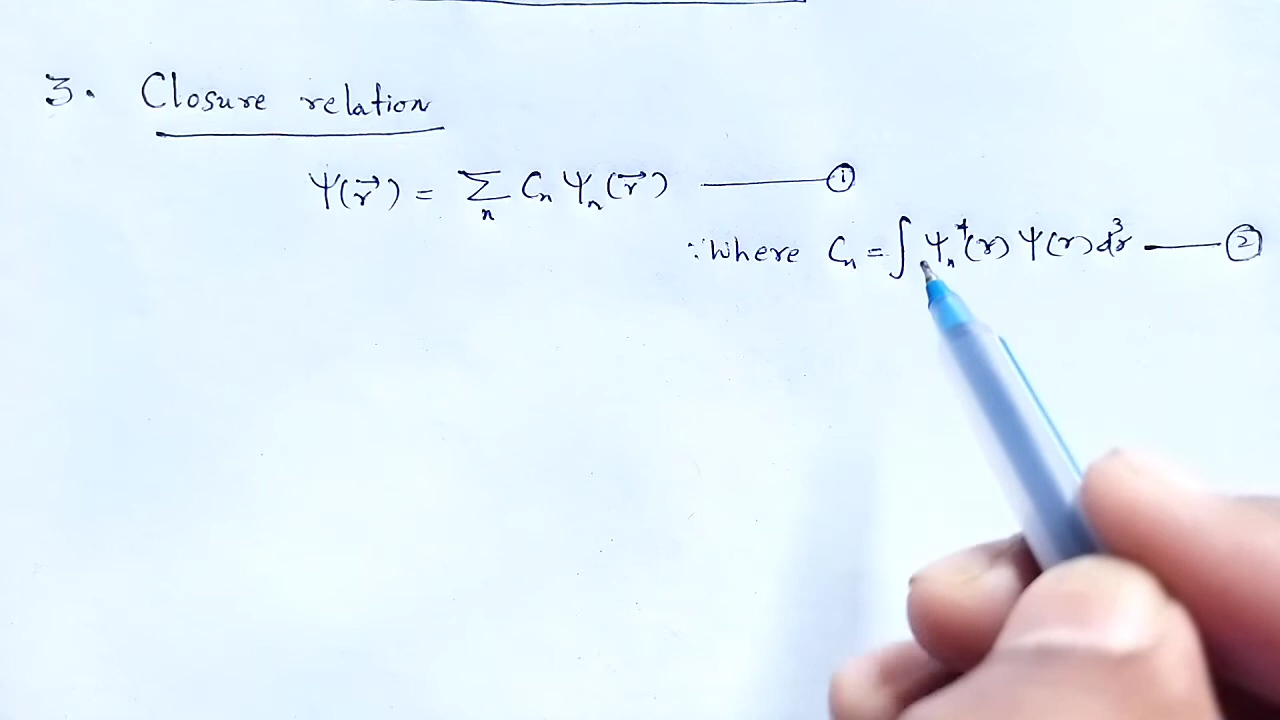 3. Closure relation
Ψ(r⃗) = Σₙ Cₙ Ψₙ(r⃗) —— ①
∵ Where Cₙ = ∫ Ψₙ*(r) Ψ(r) d³r —— ②